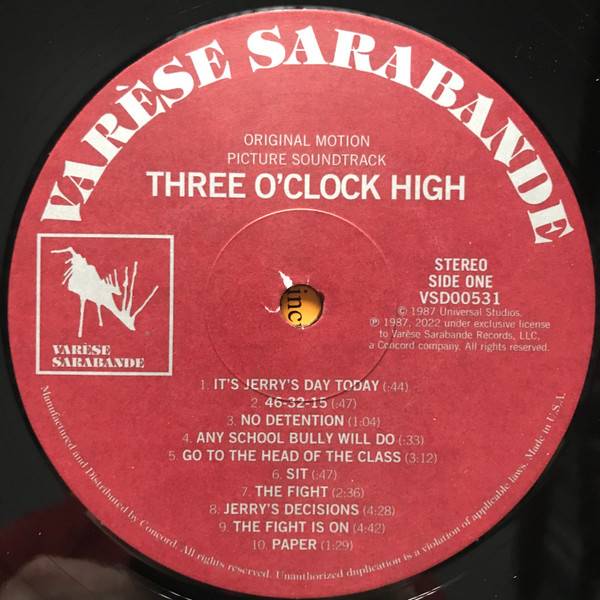 VARÈSE SARABANDE
ORIGINAL MOTION
PICTURE SOUNDTRACK
THREE O'CLOCK HIGH
VARÈSE
SARABANDE
STEREO
SIDE ONE
VSD00531
© 1987 Universal Studios.
℗ 1987, 2022 under exclusive license
to Varèse Sarabande Records, LLC,
a Concord company. All rights reserved.
inc
1. IT'S JERRY'S DAY TODAY (:44)
2. 46-32-15 (:47)
3. NO DETENTION (1:04)
4. ANY SCHOOL BULLY WILL DO (:33)
5. GO TO THE HEAD OF THE CLASS (3:12)
6. SIT (:47)
7. THE FIGHT (2:36)
8. JERRY'S DECISIONS (4:28)
9. THE FIGHT IS ON (4:42)
10. PAPER (1:29)
Manufactured and Distributed by Concord. All rights reserved. Unauthorized duplication is a violation of applicable laws. Made in U.S.A.